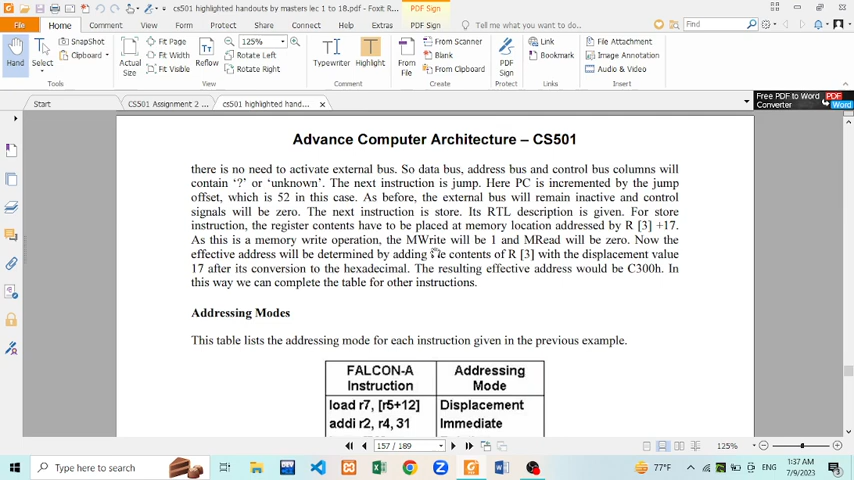 cs501 highlighted handouts by masters lec 1 to 18.pdf - Foxit R...
PDF Sign
File Home Comment View Form Protect Share Connect Help Extras PDF Sign Tell me what you want to do... Find
Hand
Select
SnapShot
Clipboard
Actual Size
Fit Page
Fit Width
Fit Visible
Reflow
125%
Rotate Left
Rotate Right
Typewriter
Highlight
From File
From Scanner
Blank
From Clipboard
PDF Sign
Link
Bookmark
File Attachment
Image Annotation
Audio & Video
Tools View Comment Create Protect Links Insert
Start CS501 Assignment 2 ... cs501 highlighted hand...
Free PDF to Word Converter
PDF Word
Advance Computer Architecture – CS501
there is no need to activate external bus. So data bus, address bus and control bus columns will
contain ‘?’ or ‘unknown’. The next instruction is jump. Here PC is incremented by the jump
offset, which is 52 in this case. As before, the external bus will remain inactive and control
signals will be zero. The next instruction is store. Its RTL description is given. For store
instruction, the register contents have to be placed at memory location addressed by R [3] +17.
As this is a memory write operation, the MWrite will be 1 and MRead will be zero. Now the
effective address will be determined by adding the contents of R [3] with the displacement value
17 after its conversion to the hexadecimal. The resulting effective address would be C300h. In
this way we can complete the table for other instructions.
Addressing Modes
This table lists the addressing mode for each instruction given in the previous example.
FALCON-A Instruction
Addressing Mode
load r7, [r5+12] Displacement
addi r2, r4, 31 Immediate
157 / 189
125%
Type here to search
77°F
ENG
1:37 AM
7/9/2023